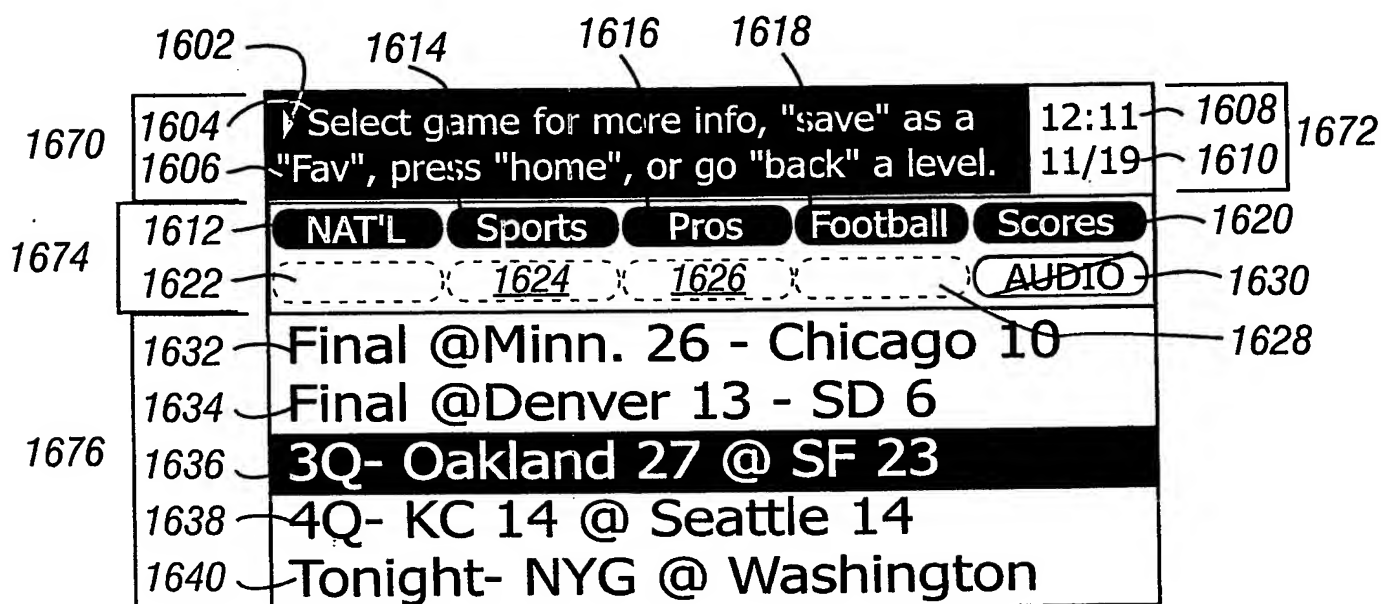 1602 1614 1616 1618
1670 1604 Select game for more info, "save" as a 12:11 1608 1672
1606 "Fav", press "home", or go "back" a level. 11/19 1610
1674 1612 NAT'L Sports Pros Football Scores 1620
1622 1624 1626 AUDIO 1630
1632 Final @Minn. 26 - Chicago 10 1628
1634 Final @Denver 13 - SD 6
1676 1636 3Q- Oakland 27 @ SF 23
1638 4Q- KC 14 @ Seattle 14
1640 Tonight- NYG @ Washington